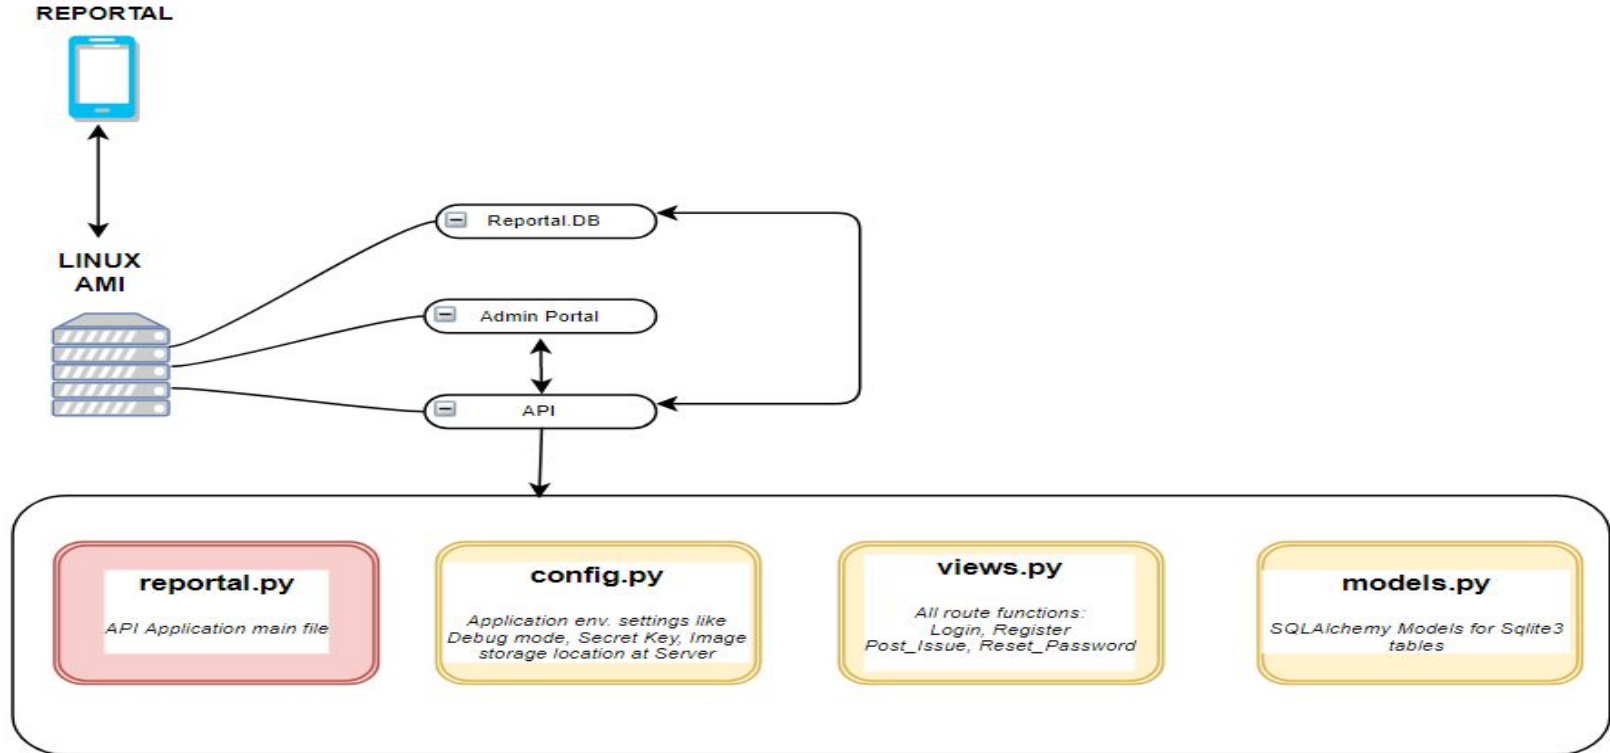 REPORTAL
LINUX
AMI
Reportal.DB
Admin Portal
API
reportal.py
API Application main file
config.py
Application env. settings like
Debug mode, Secret Key, Image
storage location at Server
views.py
All route functions:
Login, Register
Post_Issue, Reset_Password
models.py
SQLAlchemy Models for Sqlite3
tables